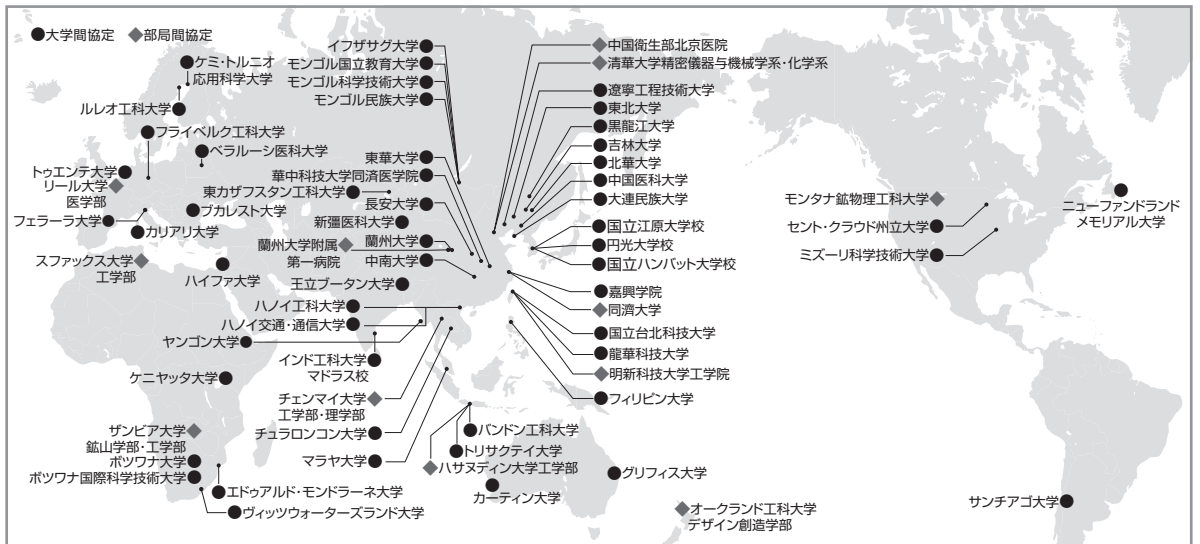 ●大学間協定 ◆部局間協定
ケミ・トルニオ
応用科学大学
ルレオ工科大学
フライベルク工科大学
ベラルーシ医科大学
トゥエンテ大学
リール大学
医学部
フェラーラ大学
ブカレスト大学
カリアリ大学
スファックス大学
工学部
ハイファ大学
イフザサグ大学
モンゴル国立教育大学
モンゴル科学技術大学
モンゴル民族大学
東華大学
華中科技大学同済医学院
東カザフスタン工科大学
長安大学
新疆医科大学
蘭州大学附属
第一病院
蘭州大学
中南大学
王立ブータン大学
ハノイ工科大学
ハノイ交通・通信大学
ヤンゴン大学
インド工科大学
マドラス校
ケニヤッタ大学
チェンマイ大学
工学部・理学部
チュラロンコン大学
マラヤ大学
ザンビア大学
鉱山学部・工学部
ボツワナ大学
ボツワナ国際科学技術大学
エドゥアルド・モンドラーネ大学
ヴィッツウォーターズランド大学
中国衛生部北京医院
清華大学精密儀器与機械学系・化学系
遼寧工程技術大学
東北大学
黒龍江大学
吉林大学
北華大学
中国医科大学
大連民族大学
国立江原大学校
円光大学校
国立ハンバット大学校
嘉興学院
同濟大学
国立台北科技大学
龍華科技大学
明新科技大学工学院
フィリピン大学
バンドン工科大学
トリサクティ大学
ハサヌディン大学工学部
カーティン大学
グリフィス大学
オークランド工科大学
デザイン創造学部
モンタナ鉱物理工科大学
セント・クラウド州立大学
ミズーリ科学技術大学
ニューファンドランド
メモリアル大学
サンチアゴ大学